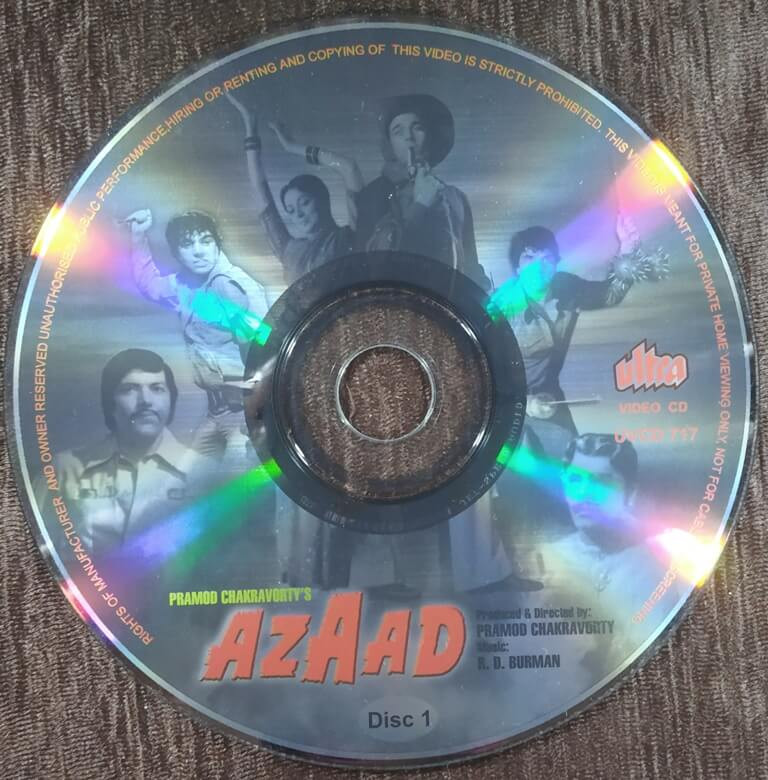 RIGHTS OF MANUFACTURER AND OWNER RESERVED UNAUTHORISED PUBLIC PERFORMANCE,HIRING OR RENTING AND COPYING OF THIS VIDEO IS STRICTLY PROHIBITED. THIS VIDEO IS MEANT FOR PRIVATE HOME VIEWING ONLY, NOT FOR CABLE SCREENING
ultra
VIDEO CD
UVCD 717
PRAMOD CHAKRAVORTY'S
AZAAD
Produced & Directed by:
PRAMOD CHAKRAVORTY
Music:
R. D. BURMAN
Disc 1